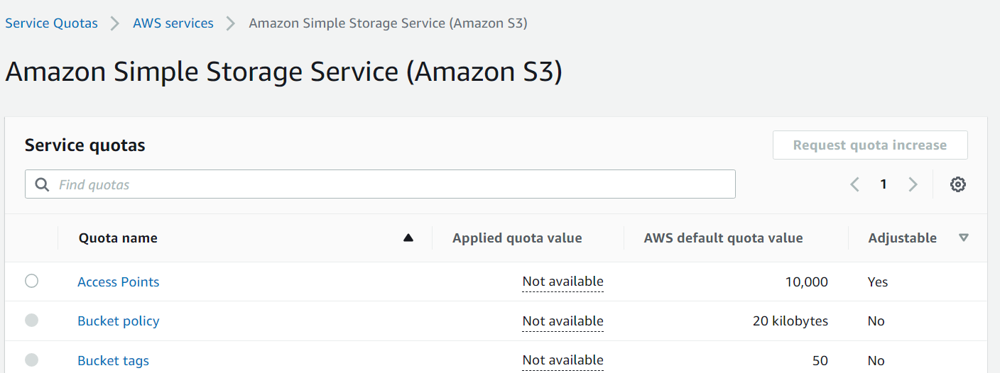 Service Quotas > AWS services > Amazon Simple Storage Service (Amazon S3)
Amazon Simple Storage Service (Amazon S3)
Service quotas
Request quota increase
Find quotas
1
Quota name Applied quota value AWS default quota value Adjustable
Access Points Not available 10,000 Yes
Bucket policy Not available 20 kilobytes No
Bucket tags Not available 50 No